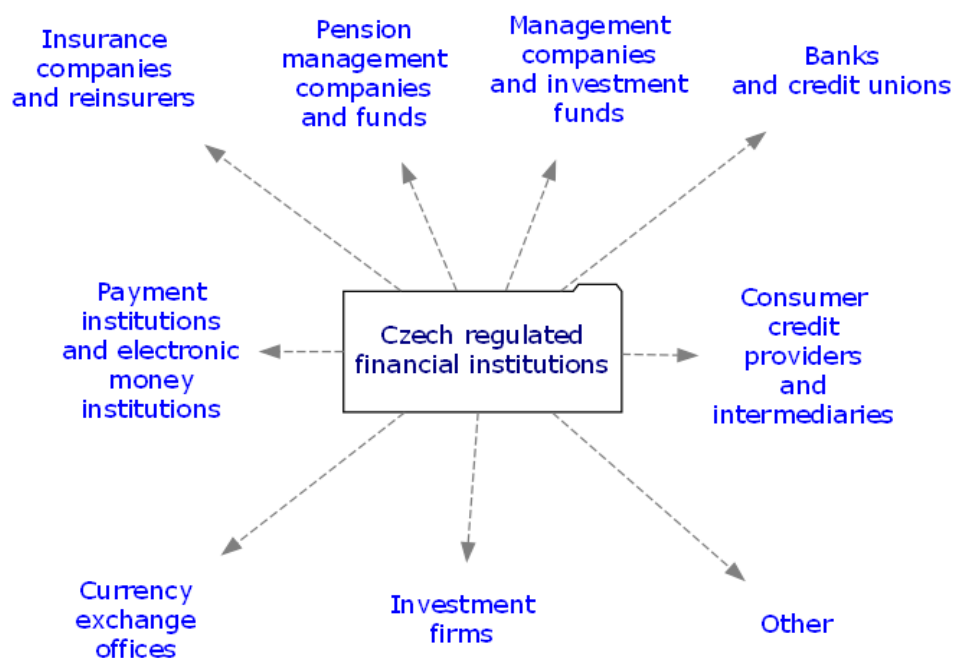 Insurance
companies
and reinsurers
Pension
management
companies
and funds
Management
companies
and investment
funds
Banks
and credit unions
Payment
institutions
and electronic
money
institutions
Czech regulated
financial institutions
Consumer
credit
providers
and
intermediaries
Currency
exchange
offices
Investment
firms
Other